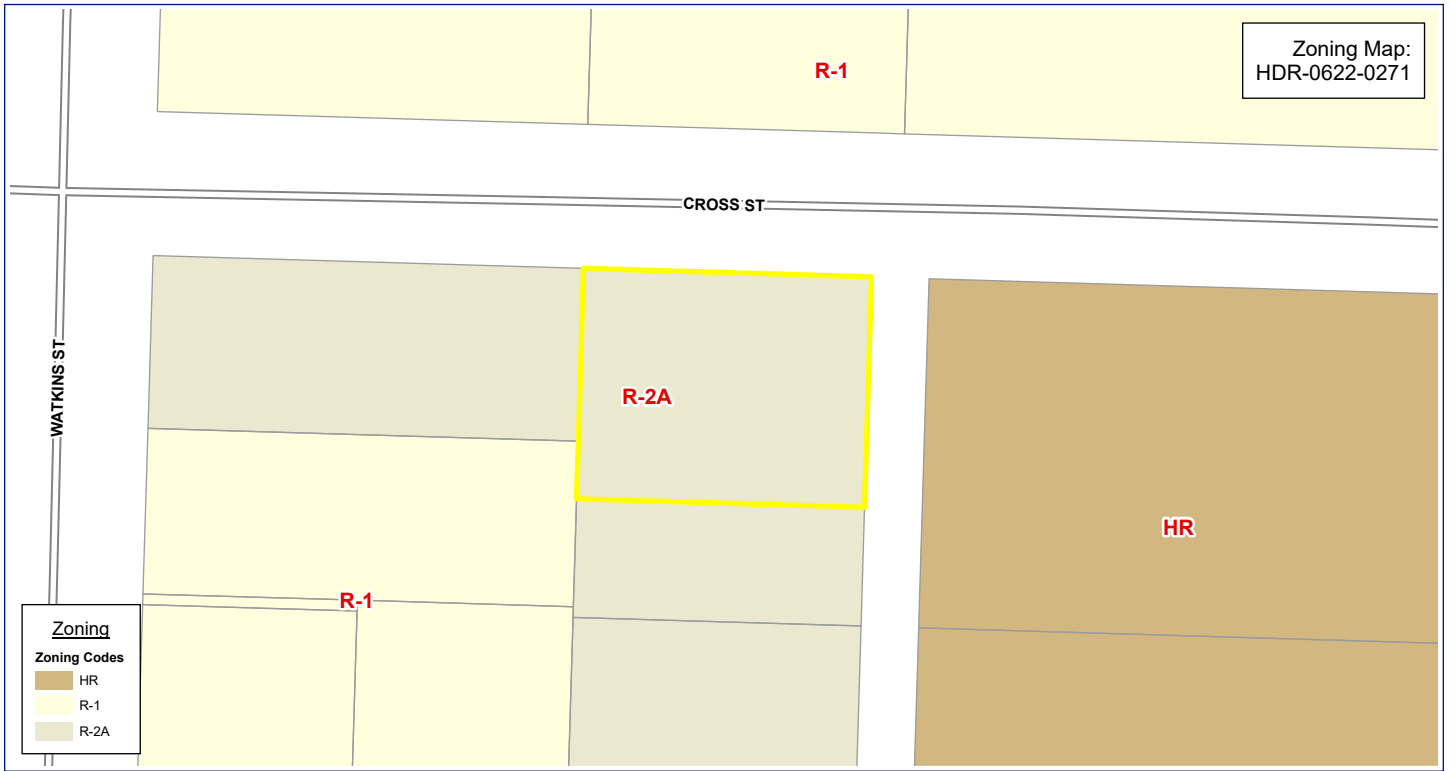 Zoning Map:
HDR-0622-0271
R-1
CROSS ST
WATKINS ST
R-2A
HR
R-1
Zoning
Zoning Codes
HR
R-1
R-2A